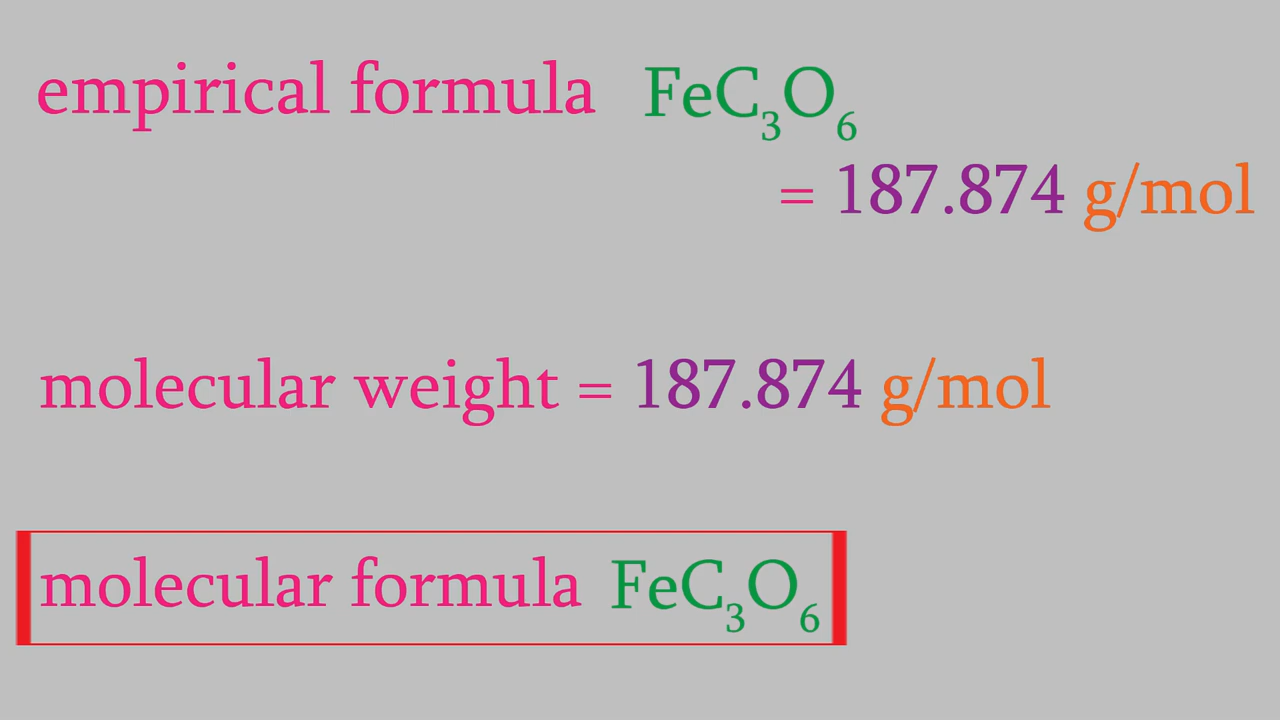 empirical formula FeC₃O₆
= 187.874 g/mol
molecular weight = 187.874 g/mol
molecular formula FeC₃O₆